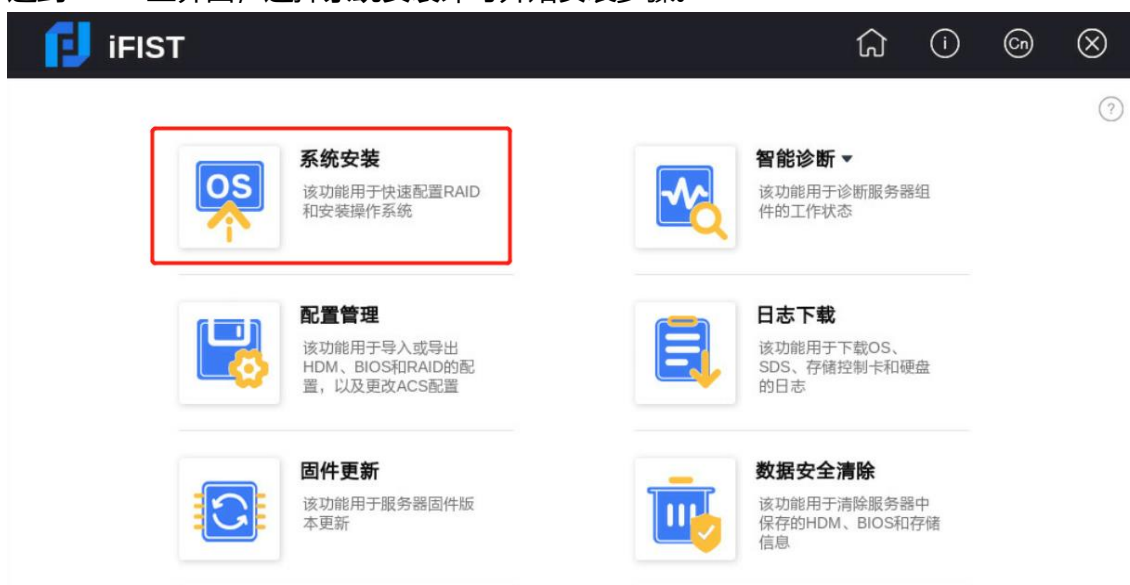 iFIST
Cn
?
系统安装
该功能用于快速配置RAID
和安装操作系统
OS
智能诊断
该功能用于诊断服务器组
件的工作状态
配置管理
该功能用于导入或导出
HDM、BIOS和RAID的配
置，以及更改ACS配置
日志下载
该功能用于下载OS、
SDS、存储控制卡和硬盘
的日志
固件更新
该功能用于服务器固件版
本更新
数据安全清除
该功能用于清除服务器中
保存的HDM、BIOS和存储
信息